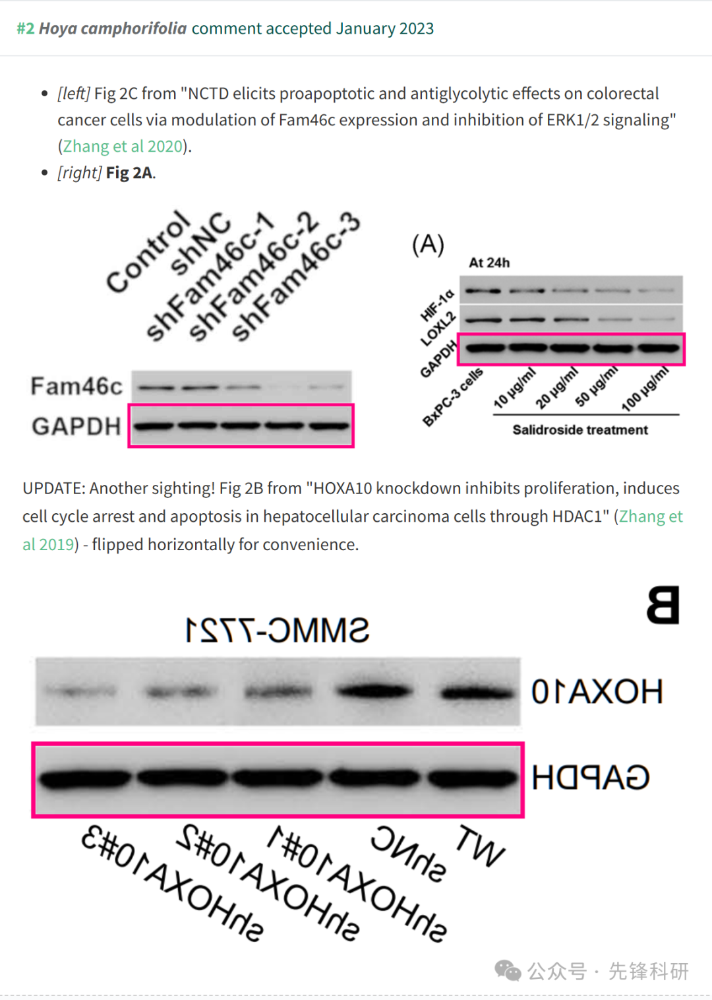 #2 Hoya camphorifolia comment accepted January 2023
• [left] Fig 2C from "NCTD elicits proapoptotic and antiglycolytic effects on colorectal
cancer cells via modulation of Fam46c expression and inhibition of ERK1/2 signaling"
(Zhang et al 2020).
• [right] Fig 2A.
Control
shNC
shFam46c-1
shFam46c-2
shFam46c-3
Fam46c
GAPDH
(A)
At 24h
HIF-1α
LOXL2
GAPDH
BxPC-3 cells
10 μg/ml
20 μg/ml
50 μg/ml
100 μg/ml
Salidroside treatment
UPDATE: Another sighting! Fig 2B from "HOXA10 knockdown inhibits proliferation, induces
cell cycle arrest and apoptosis in hepatocellular carcinoma cells through HDAC1" (Zhang et
al 2019) - flipped horizontally for convenience.
B
SMMC-7721
HOXA10
GAPDH
shHOXA10#3
shHOXA10#2
shHOXA10#1
shNC
WT
公众号 · 先锋科研